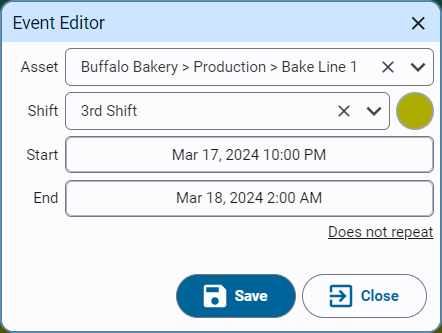 Event Editor
Asset Buffalo Bakery > Production > Bake Line 1
Shift 3rd Shift
Start Mar 17, 2024 10:00 PM
End Mar 18, 2024 2:00 AM
Does not repeat
Save Close